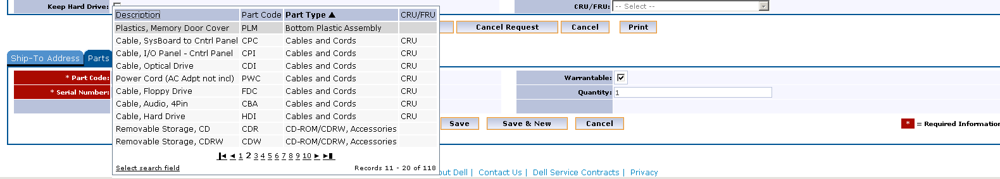 Keep Hard Drive:
CRU/FRU: -- Select --
Description Part Code Part Type ▲ CRU/FRU
Plastics, Memory Door Cover PLM Bottom Plastic Assembly
Cable, SysBoard to Cntrl Panel CPC Cables and Cords CRU
Cable, I/O Panel - Cntrl Panel CPI Cables and Cords CRU
Cable, Optical Drive CDI Cables and Cords CRU
Power Cord (AC Adpt not incl) PWC Cables and Cords CRU
Cable, Floppy Drive FDC Cables and Cords CRU
Cable, Audio, 4Pin CBA Cables and Cords CRU
Cable, Hard Drive HDI Cables and Cords CRU
Removable Storage, CD CDR CD-ROM/CDRW, Accessories
Removable Storage, CDRW CDW CD-ROM/CDRW, Accessories
1 2 3 4 5 6 7 8 9 10
Select search field Records 11 - 20 of 118
Cancel Request Cancel Print
Ship-To Address Parts
* Part Code:
Warrantable:
* Serial Number:
Quantity: 1
Save Save & New Cancel
* = Required Information
out Dell | Contact Us | Dell Service Contracts | Privacy